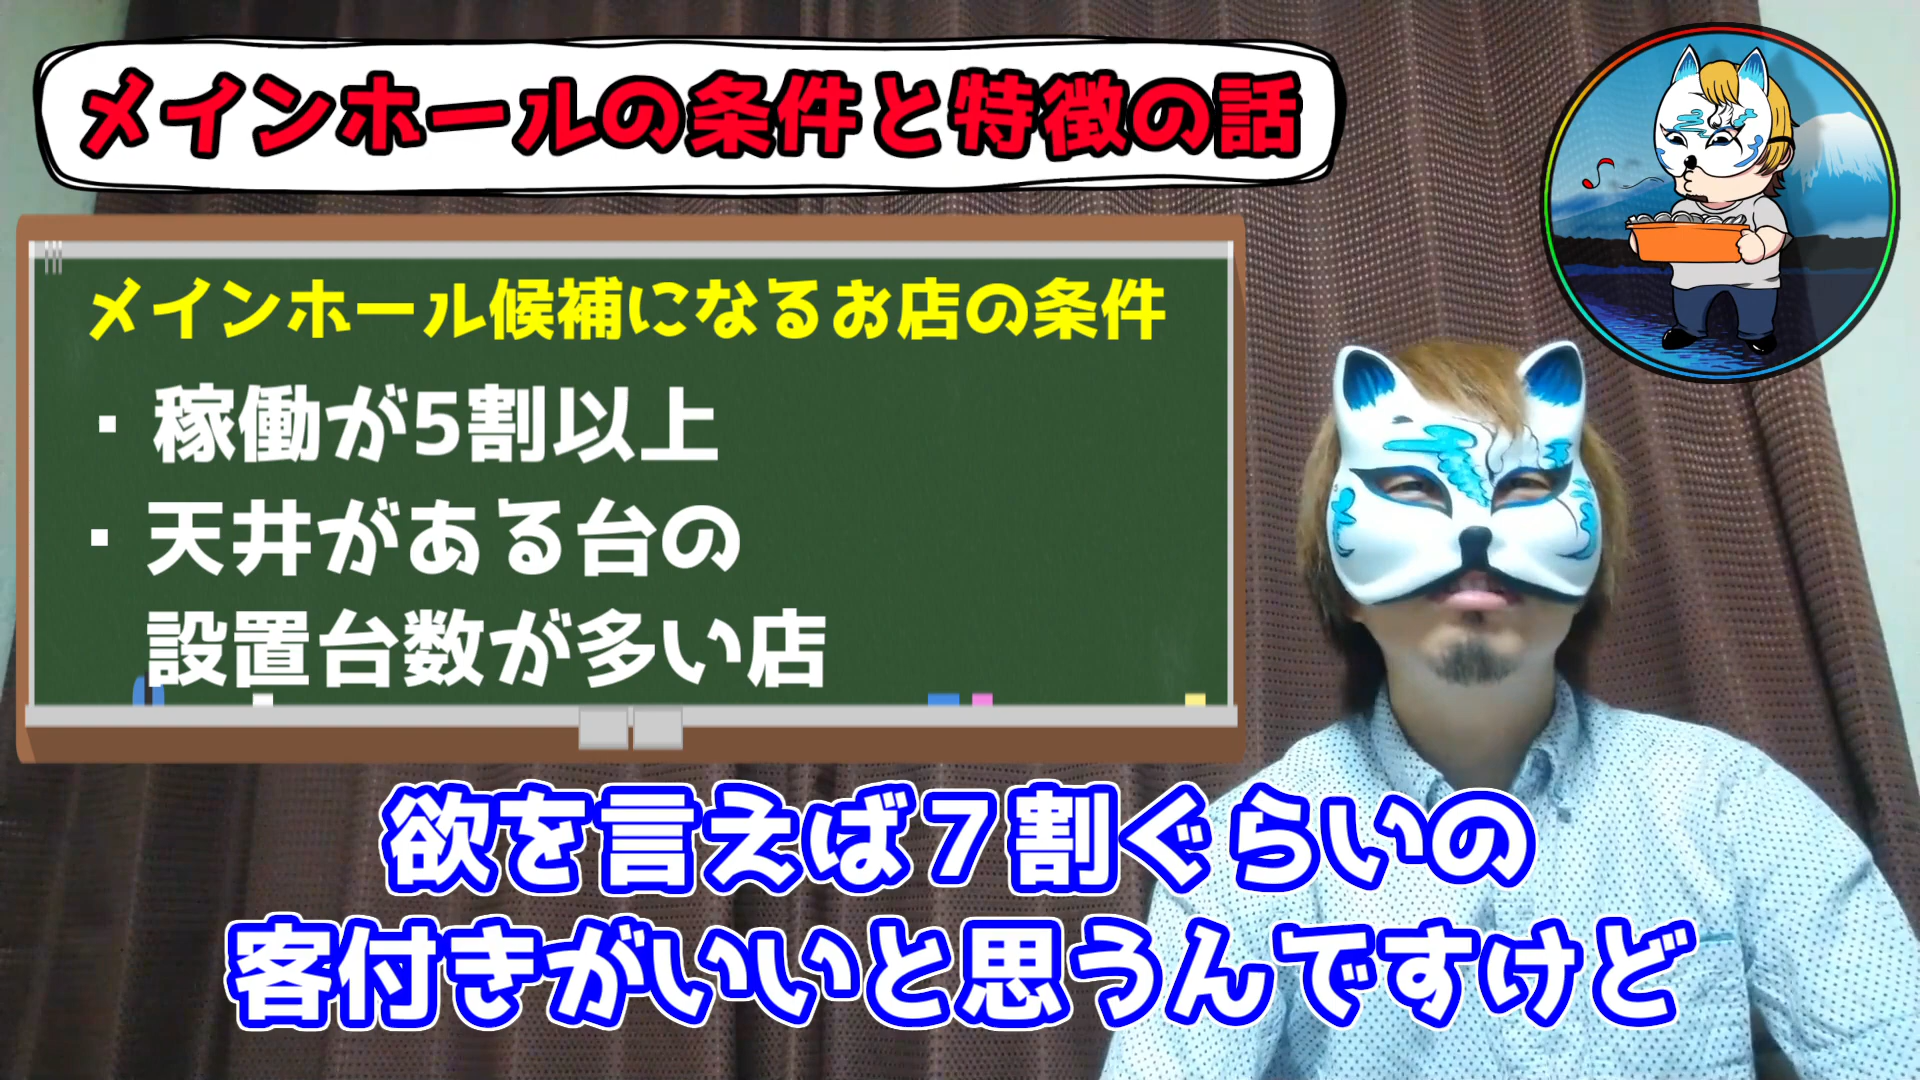 メインホールの条件と特徴の話
メインホール候補になるお店の条件
・稼働が5割以上
・天井がある台の
設置台数が多い店
欲を言えば7割ぐらいの
客付きがいいと思うんですけど